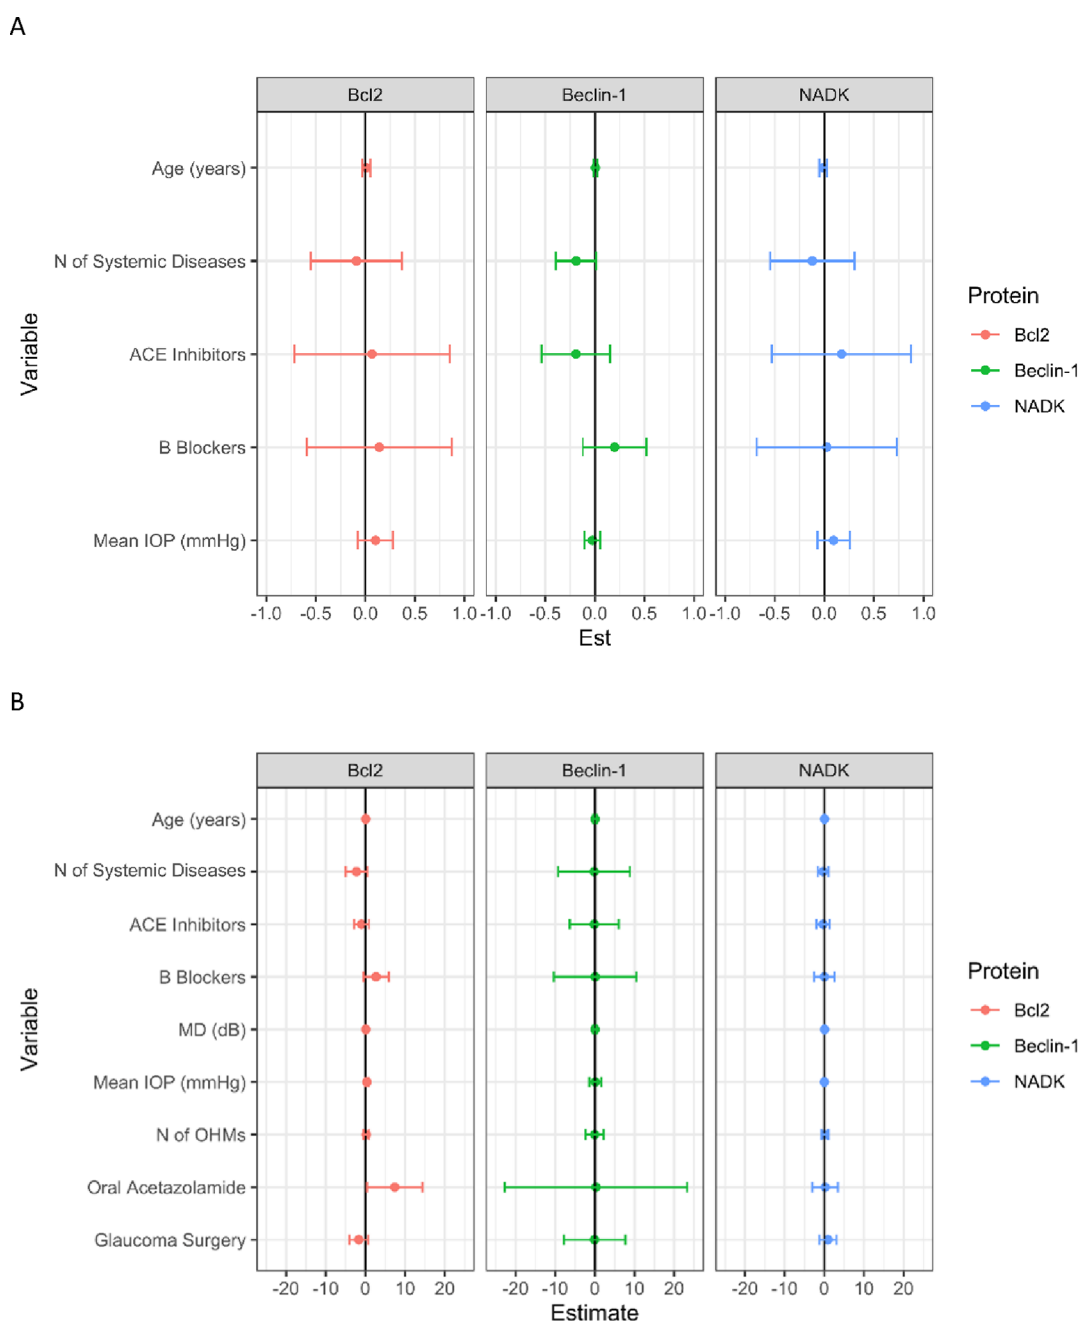 A
Bcl2 Beclin-1 NADK
Age (years)
N of Systemic Diseases
ACE Inhibitors
B Blockers
Mean IOP (mmHg)
Variable
-1.0 -0.5 0.0 0.5 1.0 -1.0 -0.5 0.0 0.5 1.0 -1.0 -0.5 0.0 0.5 1.0
Est
Protein
Bcl2
Beclin-1
NADK
B
Bcl2 Beclin-1 NADK
Age (years)
N of Systemic Diseases
ACE Inhibitors
B Blockers
MD (dB)
Mean IOP (mmHg)
N of OHMs
Oral Acetazolamide
Glaucoma Surgery
Variable
-20 -10 0 10 20 -20 -10 0 10 20 -20 -10 0 10 20
Estimate
Protein
Bcl2
Beclin-1
NADK